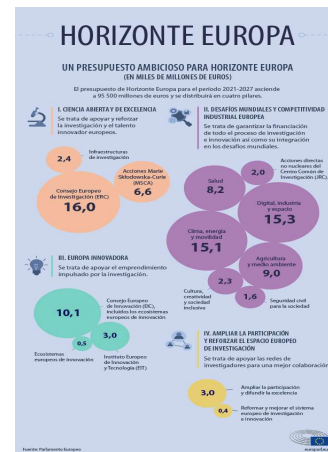 HORIZONTE EUROPA
UN PRESUPUESTO AMBICIOSO PARA HORIZONTE EUROPA
(EN MILES DE MILLONES DE EUROS)
El presupuesto de Horizonte Europa para 2021-2027 asciende
a 95 500 millones de euros y se distribuirá en cuatro pilares.
I. CIENCIA ABIERTA Y DE EXCELENCIA
Se trata de apoyar y reforzar
la investigación y el talento
innovador europeos.
Infraestructuras
de investigación
2,4
Acciones Marie
Skłodowska-Curie
(MSCA)
6,6
Consejo Europeo
de Investigación (ERC)
16,0
II. DESAFÍOS MUNDIALES Y COMPETITIVIDAD
INDUSTRIAL EUROPEA
Se trata de garantizar la financiación
de todo el proceso de investigación
e innovación así como su integración
en los desafíos mundiales.
Acciones directas
no nucleares del
Centro Común de
Investigación (JRC).
2,0
Salud
8,2
Digital, industria
y espacio
15,3
Clima, energía
y movilidad
15,1
Agricultura
y medio ambiente
9,0
2,3
Cultura,
creatividad
y sociedad
inclusive
1,6
Seguridad civil
para la sociedad
III. EUROPA INNOVADORA
Se trata de apoyar el emprendimiento
impulsado por la investigación.
10,1
Consejo Europeo
de Innovación (EIC),
incluidos los ecosistemas
europeos de innovación
0,5
3,0
Ecosistemas
europeos de innovación
Instituto Europeo
de Innovación
y Tecnología (EIT)
IV. AMPLIAR LA PARTICIPACIÓN
Y REFORZAR EL ESPACIO EUROPEO
DE INVESTIGACIÓN
Se trata de apoyar las redes de
investigadores para una mejor colaboración
3,0
Ampliar la participación
y difundir la excelencia
0,4
Reformar y mejorar el sistema
europeo de investigación
e innovación
Fuente: Parlamento Europeo